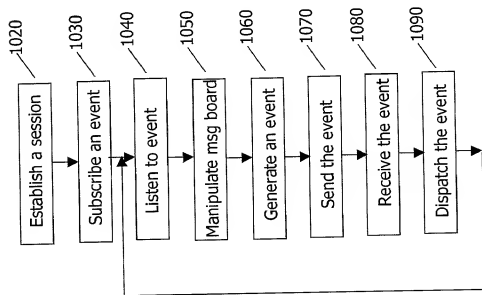 1020
Establish a session
1030
Subscribe an event
1040
Listen to event
1050
Manipulate msg board
1060
Generate an event
1070
Send the event
1080
Receive the event
1090
Dispatch the event